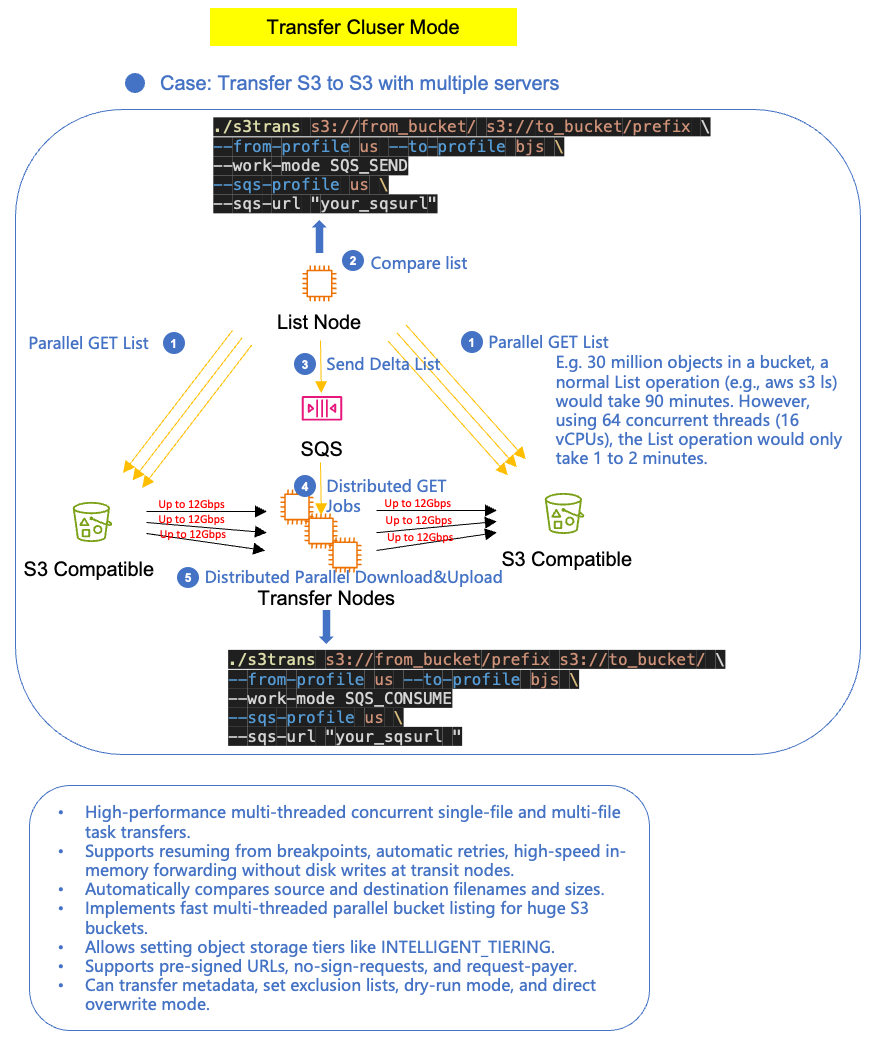 Transfer Cluser Mode
Case: Transfer S3 to S3 with multiple servers
./s3trans s3://from_bucket/ s3://to_bucket/prefix \
--from-profile us --to-profile bjs \
--work-mode SQS_SEND
--sqs-profile us \
--sqs-url "your_sqsurl"
2 Compare list
List Node
Parallel GET List 1
1 Parallel GET List
E.g. 30 million objects in a bucket, a
normal List operation (e.g., aws s3 ls)
would take 90 minutes. However,
using 64 concurrent threads (16
vCPUs), the List operation would only
take 1 to 2 minutes.
3 Send Delta List
SQS
4 Distributed GET
Jobs
Up to 12Gbps
Up to 12Gbps
Up to 12Gbps
Up to 12Gbps
Up to 12Gbps
Up to 12Gbps
S3 Compatible
S3 Compatible
5 Distributed Parallel Download&Upload
Transfer Nodes
./s3trans s3://from_bucket/prefix s3://to_bucket/ \
--from-profile us --to-profile bjs \
--work-mode SQS_CONSUME
--sqs-profile us \
--sqs-url "your_sqsurl "
• High-performance multi-threaded concurrent single-file and multi-file
task transfers.
• Supports resuming from breakpoints, automatic retries, high-speed in-
memory forwarding without disk writes at transit nodes.
• Automatically compares source and destination filenames and sizes.
• Implements fast multi-threaded parallel bucket listing for huge S3
buckets.
• Allows setting object storage tiers like INTELLIGENT_TIERING.
• Supports pre-signed URLs, no-sign-requests, and request-payer.
• Can transfer metadata, set exclusion lists, dry-run mode, and direct
overwrite mode.